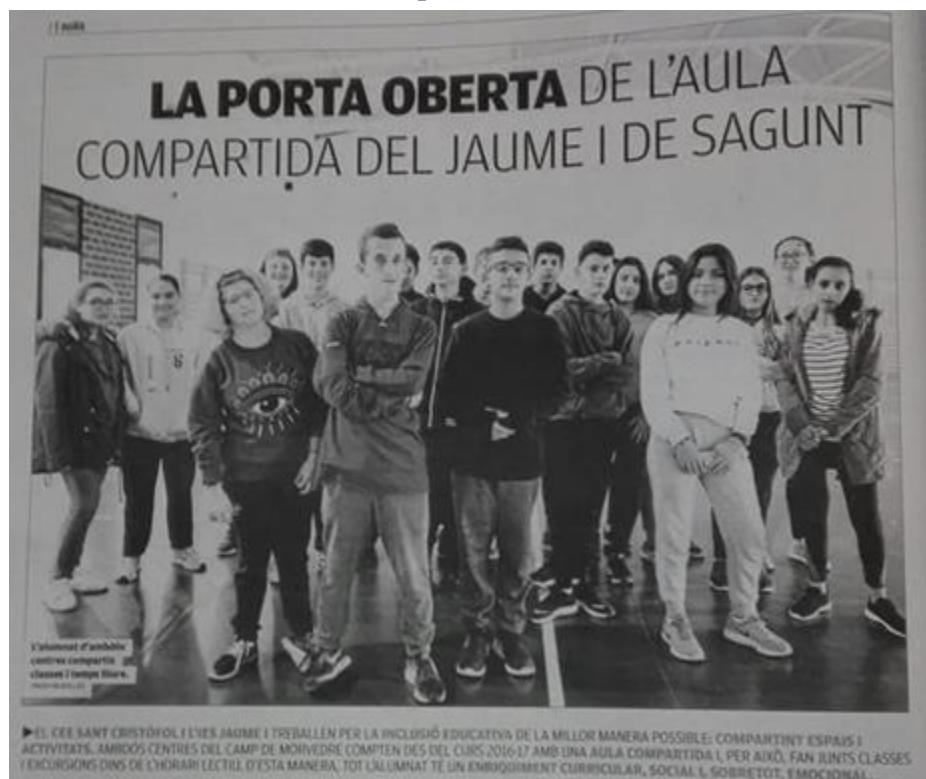 AULA
LA PORTA OBERTA DE L'AULA
COMPARTIDA DEL JAUME I DE SAGUNT
L'alumnat d'ambdós
centres compartix
classes i temps lliure.
▶EL CEE SANT CRISTÒFOL I L'IES JAUME I TREBALLEN PER LA INCLUSIÓ EDUCATIVA DE LA MILLOR MANERA POSSIBLE: COMPARTINT ESPAIS I
ACTIVITATS. AMBDÓS CENTRES DEL CAMP DE MORVEDRE COMPTEN DES DEL CURS 2016-17 AMB UNA AULA COMPARTIDA I, PER AIXÒ, FAN JUNTS CLASSES
I EXCURSIONS DINS DE L'HORARI LECTIU. D'ESTA MANERA, TOT L'ALUMNAT TÉ UN ENRIQUIMENT CURRICULAR, SOCIAL I, SOBRETOT, EMOCIONAL